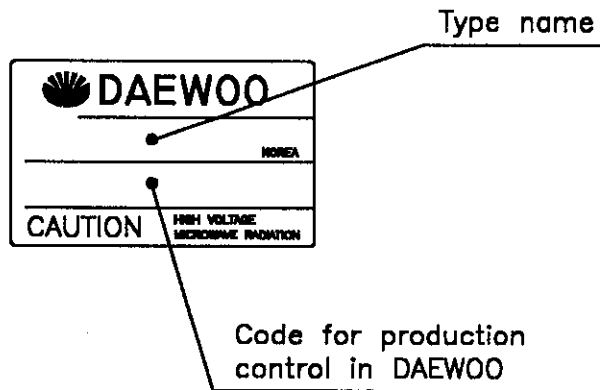 Type name
DAEWOO
KOREA
CAUTION
HIGH VOLTAGE
MICROWAVE RADIATION
Code for production
control in DAEWOO